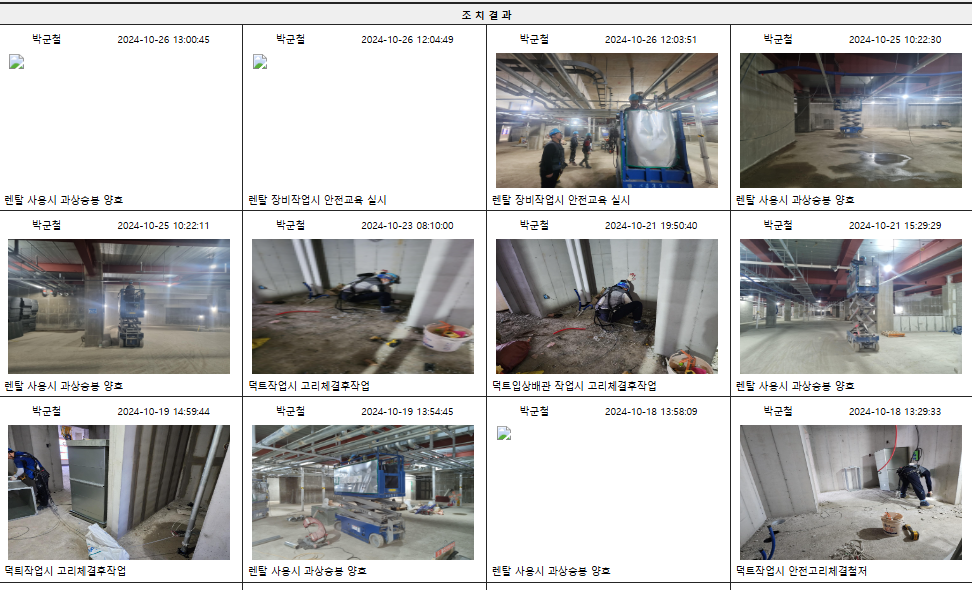 조 치 결 과
박군철 2024-10-26 13:00:45
렌탈 사용시 과상승봉 양호
박군철 2024-10-26 12:04:49
렌탈 장비작업시 안전교육 실시
박군철 2024-10-26 12:03:51
렌탈 장비작업시 안전교육 실시
박군철 2024-10-25 10:22:30
렌탈 사용시 과상승봉 양호
박군철 2024-10-25 10:22:11
렌탈 사용시 과상승봉 양호
박군철 2024-10-23 08:10:00
덕트작업시 고리체결후작업
박군철 2024-10-21 19:50:40
덕트입상배관 작업시 고리체결후작업
박군철 2024-10-21 15:29:29
렌탈 사용시 과상승봉 양호
박군철 2024-10-19 14:59:44
덕틔작업시 고리체결후작업
박군철 2024-10-19 13:54:45
렌탈 사용시 과상승봉 양호
박군철 2024-10-18 13:58:09
렌탈 사용시 과상승봉 양호
박군철 2024-10-18 13:29:33
덕트작업시 안전고리체결철저